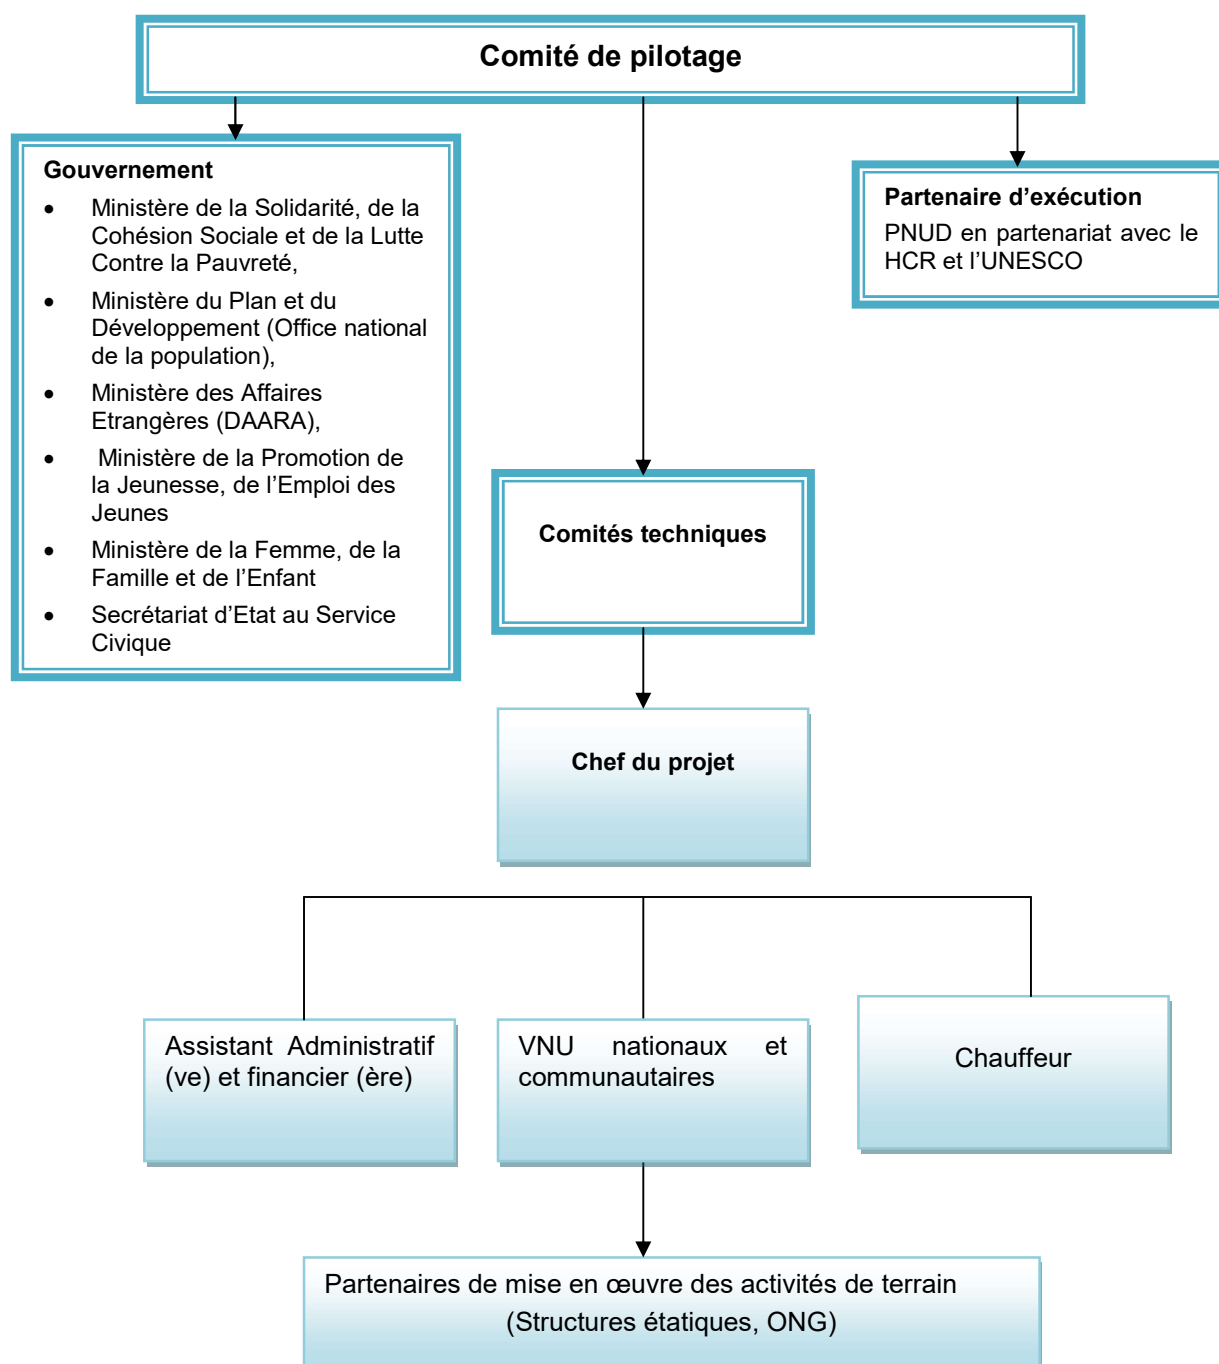 Comité de pilotage
Gouvernement
• Ministère de la Solidarité, de la
Cohésion Sociale et de la Lutte
Contre la Pauvreté,
• Ministère du Plan et du
Développement (Office national
de la population),
• Ministère des Affaires
Etrangères (DAARA),
• Ministère de la Promotion de
la Jeunesse, de l’Emploi des
Jeunes
• Ministère de la Femme, de la
Famille et de l’Enfant
• Secrétariat d’Etat au Service
Civique
Partenaire d’exécution
PNUD en partenariat avec le
HCR et l’UNESCO
Comités techniques
Chef du projet
Assistant Administratif
(ve) et financier (ère)
VNU nationaux et
communautaires
Chauffeur
Partenaires de mise en œuvre des activités de terrain
(Structures étatiques, ONG)